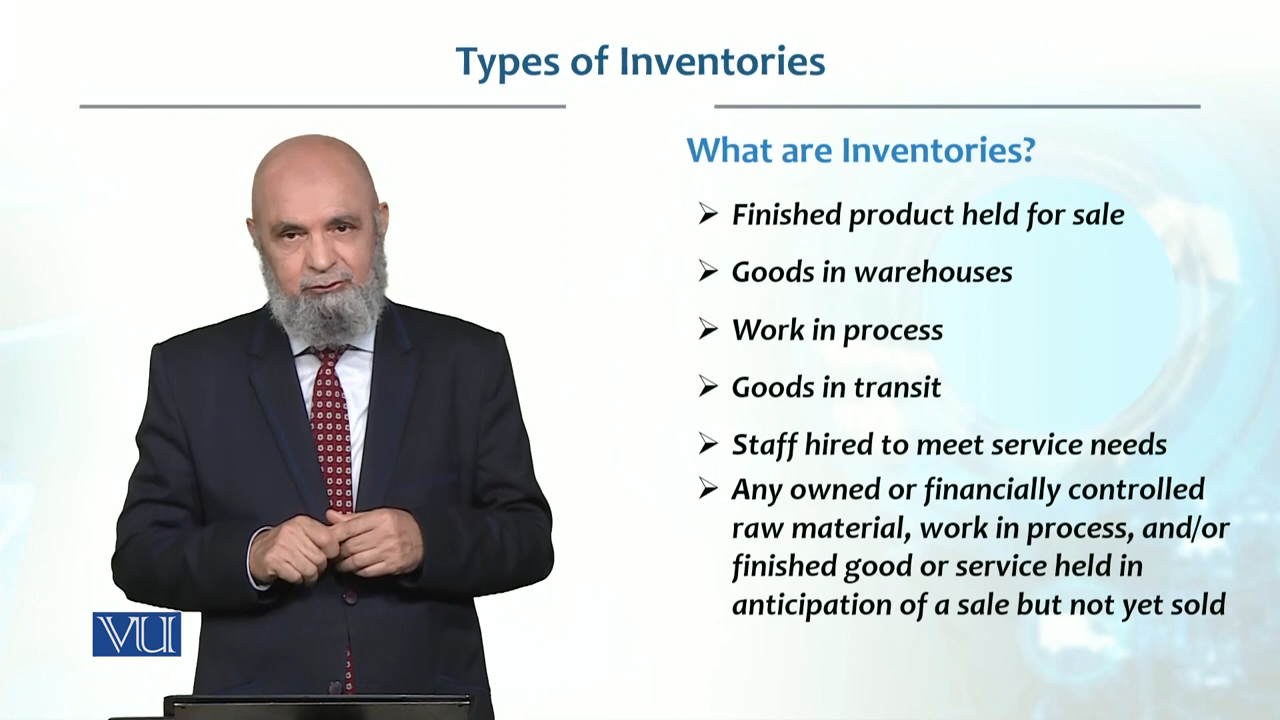 Types of Inventories
What are Inventories?
➢ Finished product held for sale
➢ Goods in warehouses
➢ Work in process
➢ Goods in transit
➢ Staff hired to meet service needs
➢ Any owned or financially controlled
raw material, work in process, and/or
finished good or service held in
anticipation of a sale but not yet sold
VU